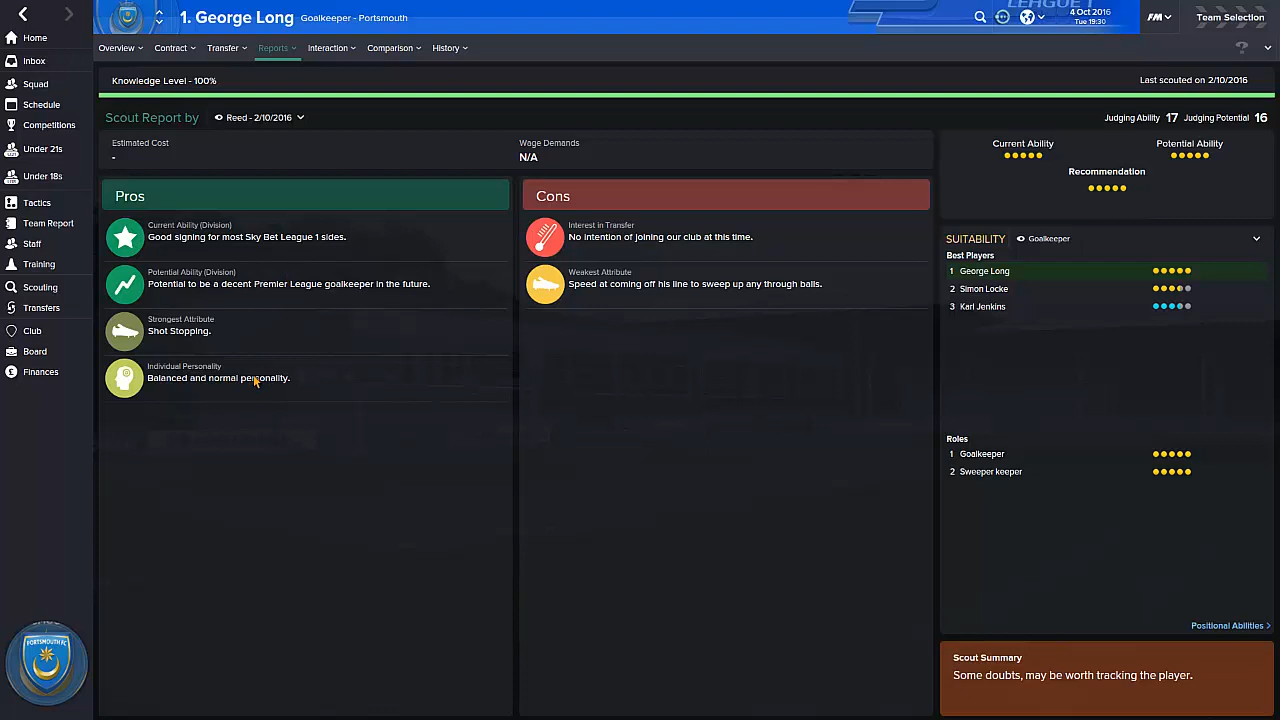 1. George Long
Goalkeeper - Portsmouth
LEAGUE 1
4 Oct 2016
Tue 19:30
FM
Team Selection
Home
Inbox
Squad
Schedule
Competitions
Under 21s
Under 18s
Tactics
Team Report
Staff
Training
Scouting
Transfers
Club
Board
Finances
PORTSMOUTH FC
Overview
Contract
Transfer
Reports
Interaction
Comparison
History
?
Knowledge Level - 100%
Last scouted on 2/10/2016
Scout Report by
Reed - 2/10/2016
Judging Ability 17 Judging Potential 16
Estimated Cost
-
Wage Demands
N/A
Pros
Current Ability (Division)
Good signing for most Sky Bet League 1 sides.
Potential Ability (Division)
Potential to be a decent Premier League goalkeeper in the future.
Strongest Attribute
Shot Stopping.
Individual Personality
Balanced and normal personality.
Cons
Interest in Transfer
No intention of joining our club at this time.
Weakest Attribute
Speed at coming off his line to sweep up any through balls.
Current Ability
Potential Ability
Recommendation
SUITABILITY
Goalkeeper
Best Players
1 George Long
2 Simon Locke
3 Karl Jenkins
Roles
1 Goalkeeper
2 Sweeper keeper
Positional Abilities >
Scout Summary
Some doubts, may be worth tracking the player.